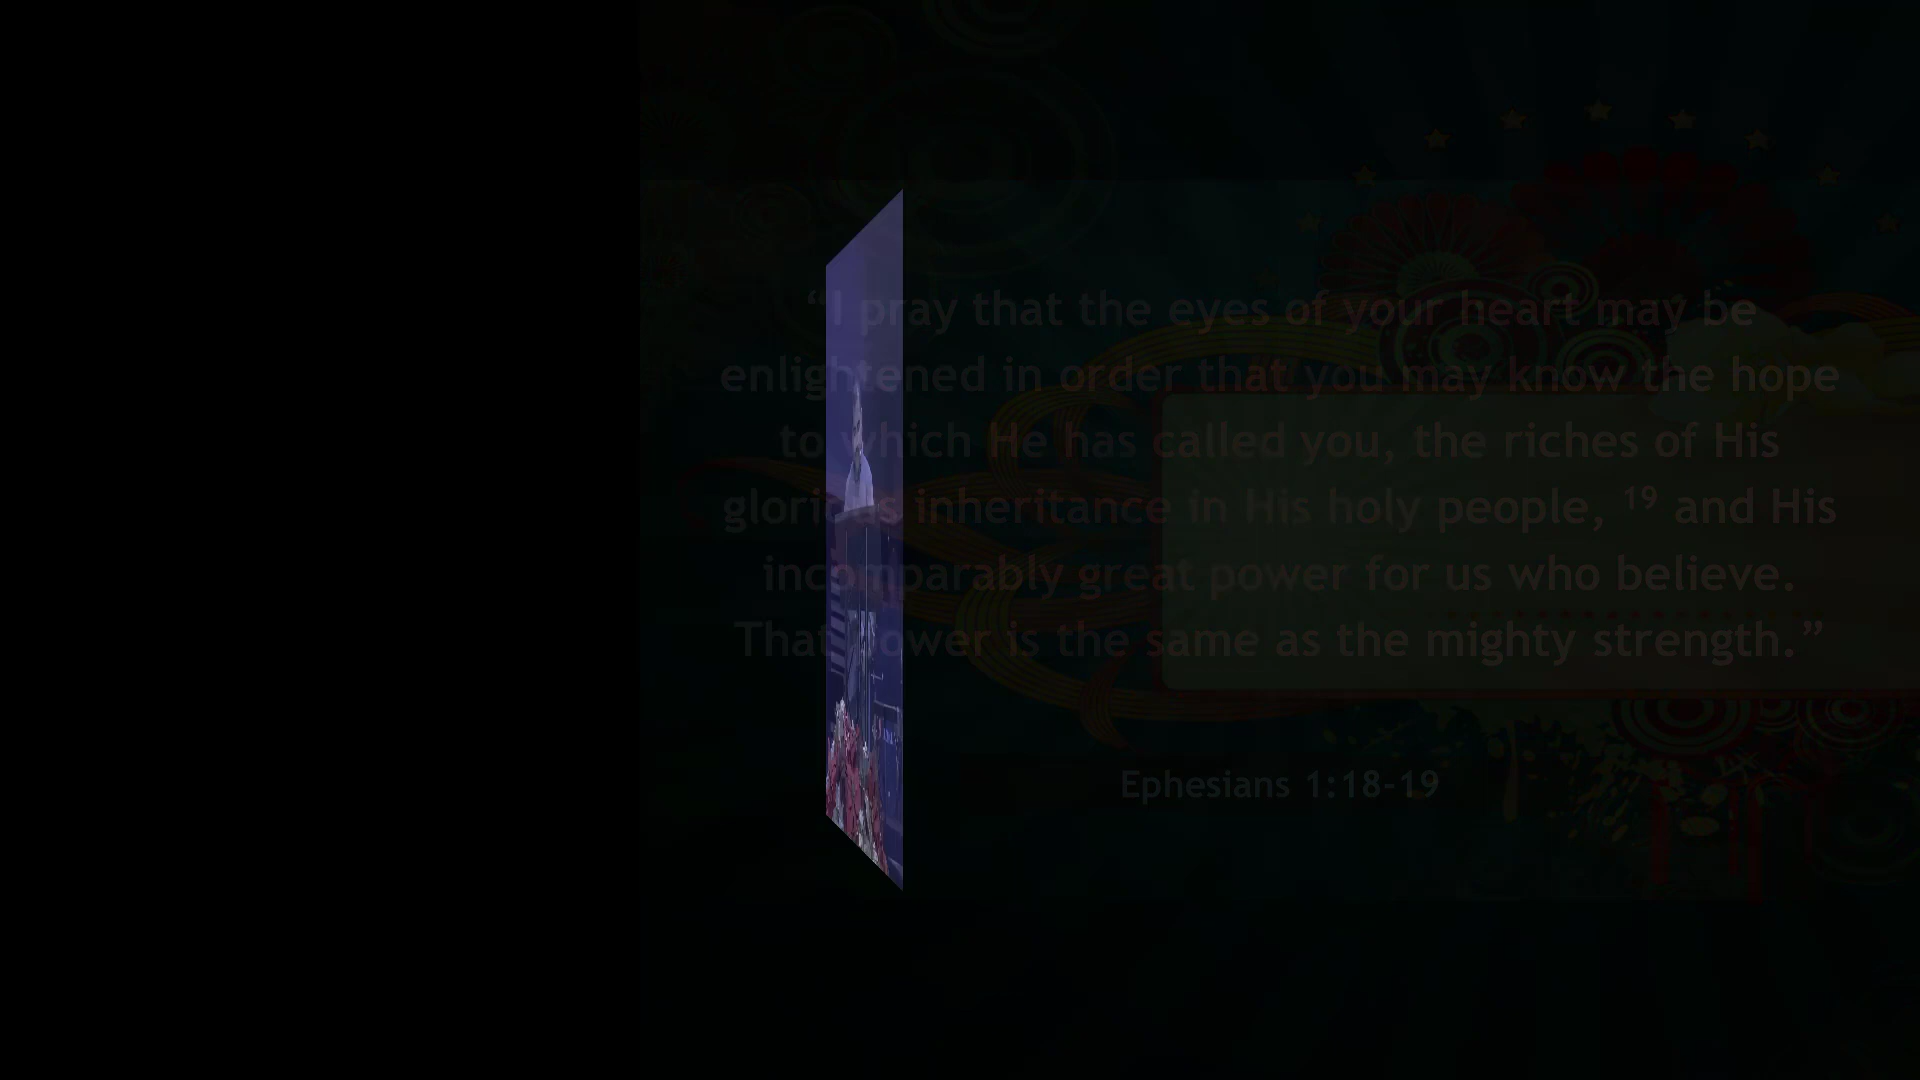 “I pray that the eyes of your heart may be
enlightened in order that you may know the hope
to which He has called you, the riches of His
glorious inheritance in His holy people, ¹⁹ and His
incomparably great power for us who believe.
That power is the same as the mighty strength.”
Ephesians 1:18-19